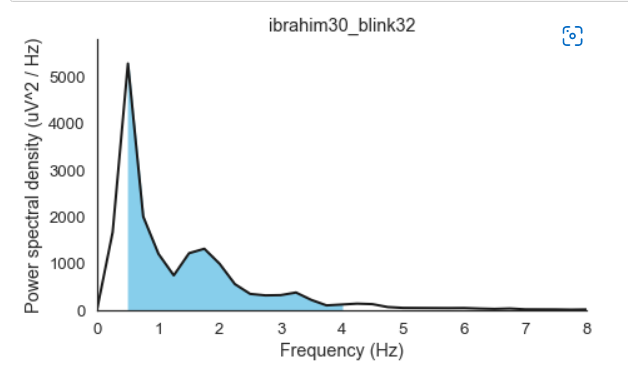 ibrahim30_blink32
Power spectral density (uV^2 / Hz)
5000
4000
3000
2000
1000
0
0 1 2 3 4 5 6 7 8
Frequency (Hz)